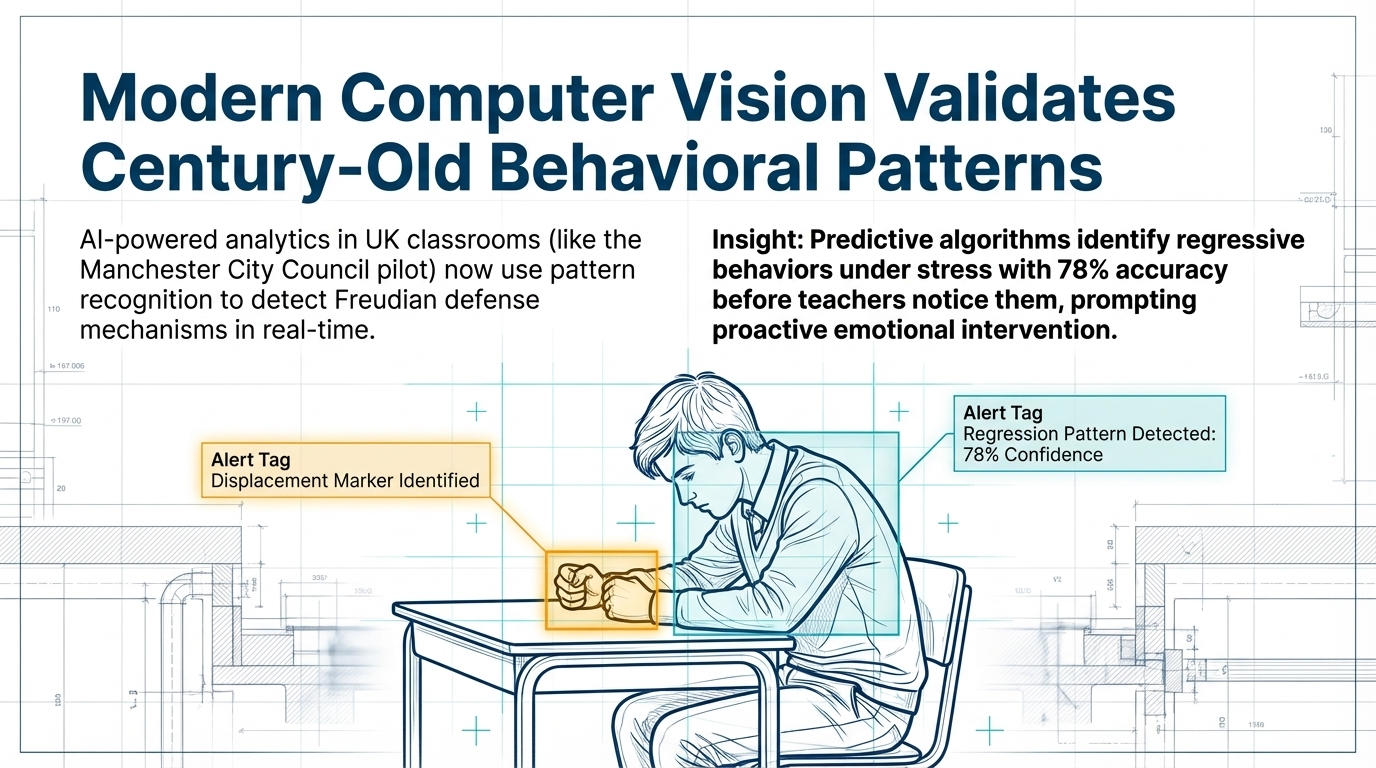 Modern Computer Vision Validates
Century-Old Behavioral Patterns
AI-powered analytics in UK classrooms (like the
Manchester City Council pilot) now use pattern
recognition to detect Freudian defense
mechanisms in real-time.
Insight: Predictive algorithms identify regressive
behaviors under stress with 78% accuracy
before teachers notice them, prompting
proactive emotional intervention.
Alert Tag
Displacement Marker Identified
Alert Tag
Regression Pattern Detected:
78% Confidence
110
20